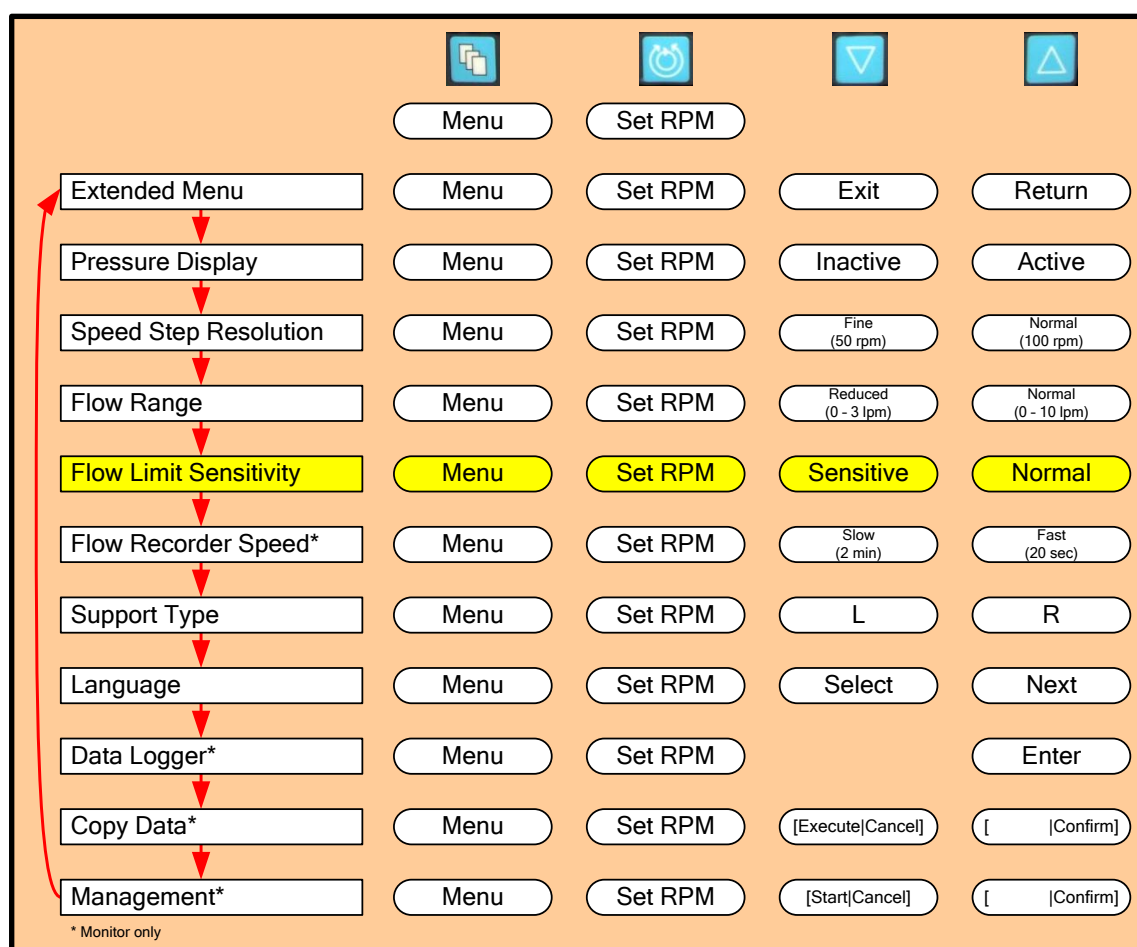 Menu Set RPM
Extended Menu Menu Set RPM Exit Return
Pressure Display Menu Set RPM Inactive Active
Speed Step Resolution Menu Set RPM Fine (50 rpm) Normal (100 rpm)
Flow Range Menu Set RPM Reduced (0 - 3 lpm) Normal (0 - 10 lpm)
Flow Limit Sensitivity Menu Set RPM Sensitive Normal
Flow Recorder Speed* Menu Set RPM Slow (2 min) Fast (20 sec)
Support Type Menu Set RPM L R
Language Menu Set RPM Select Next
Data Logger* Menu Set RPM Enter
Copy Data* Menu Set RPM [Execute|Cancel] [ |Confirm]
Management* Menu Set RPM [Start|Cancel] [ |Confirm]
* Monitor only